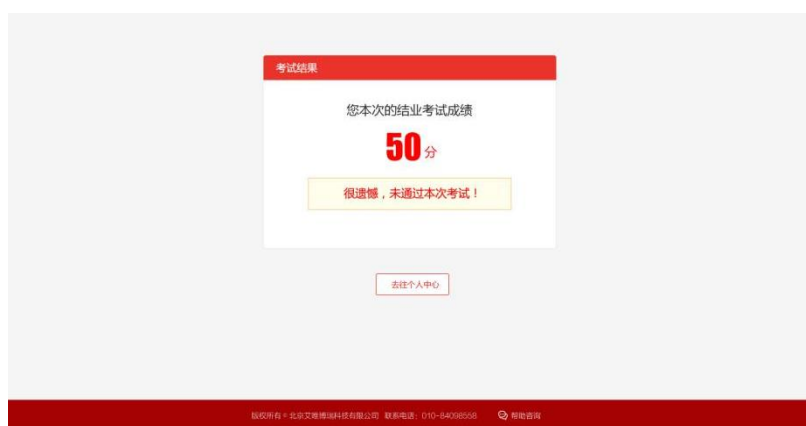 考试结果
您本次的结业考试成绩
50分
很遗憾，未通过本次考试！
去往个人中心
版权所有©北京艾唯博瑞科技有限公司 联系电话：010-84098558 帮助咨询